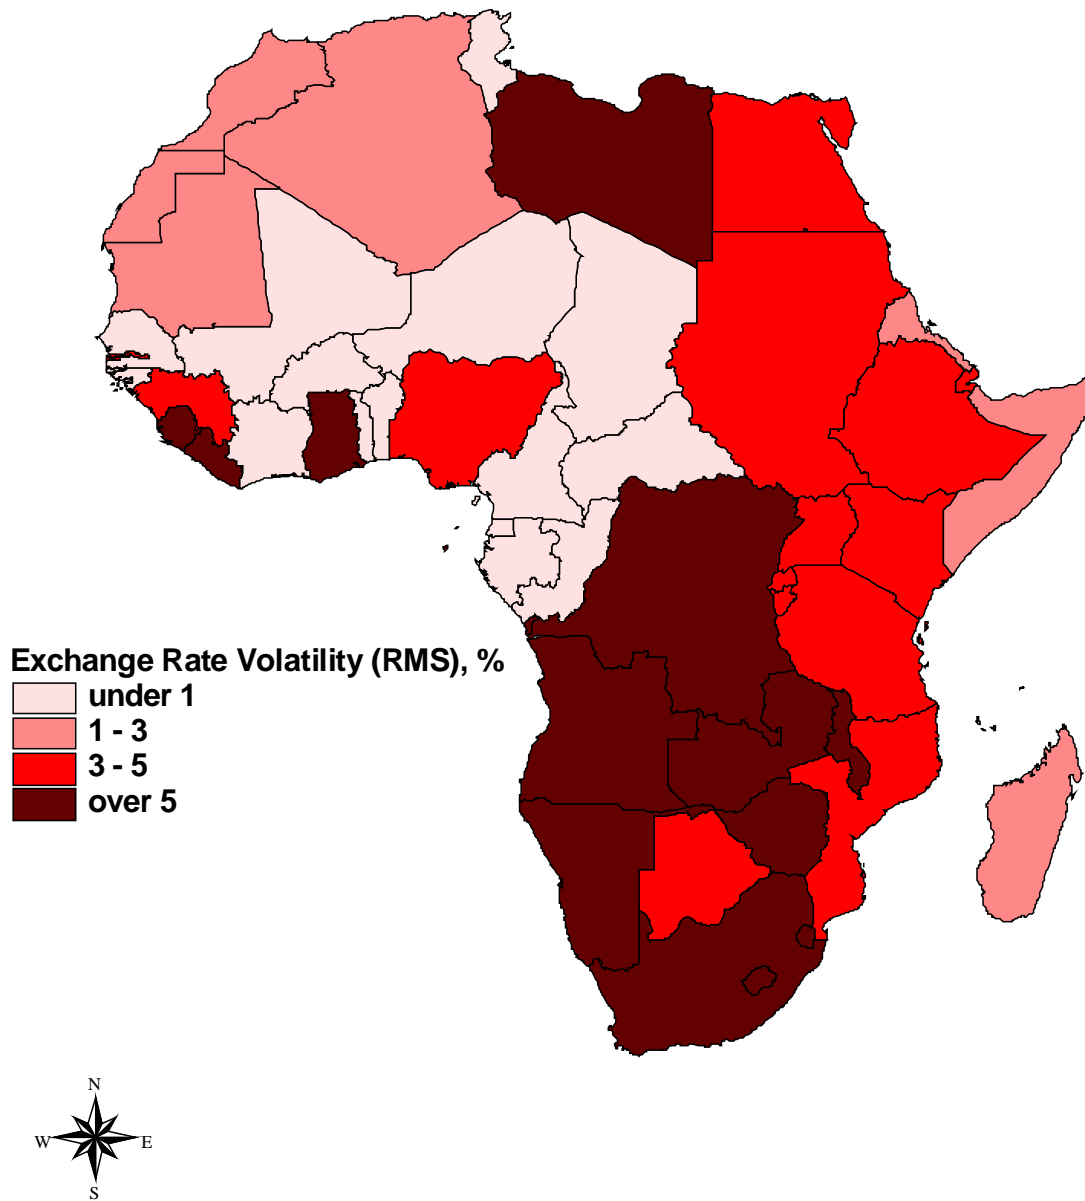 Exchange Rate Volatility (RMS), %
under 1
1 - 3
3 - 5
over 5
N
W E
S